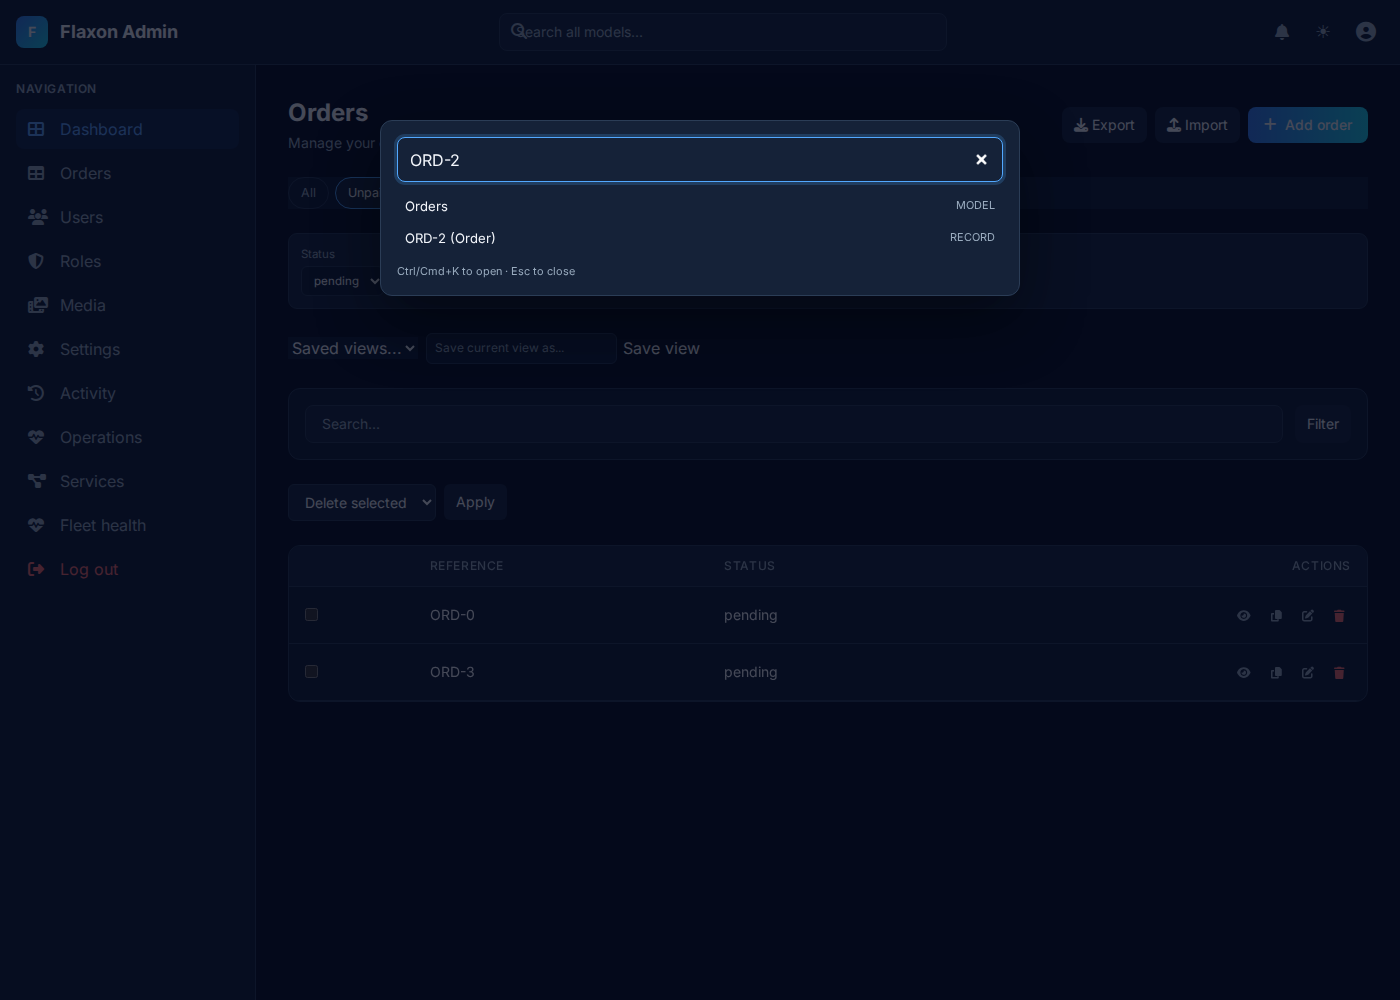 F Flaxon Admin
Search all models...
NAVIGATION
Dashboard
Orders
Users
Roles
Media
Settings
Activity
Operations
Services
Fleet health
Log out
Orders
Manage your
Export
Import
Add order
ORD-2
Orders MODEL
ORD-2 (Order) RECORD
Ctrl/Cmd+K to open · Esc to close
All
Unpa
Status
pending
Saved views...
Save current view as...
Save view
Search...
Filter
Delete selected
Apply
REFERENCE STATUS ACTIONS
ORD-0 pending
ORD-3 pending